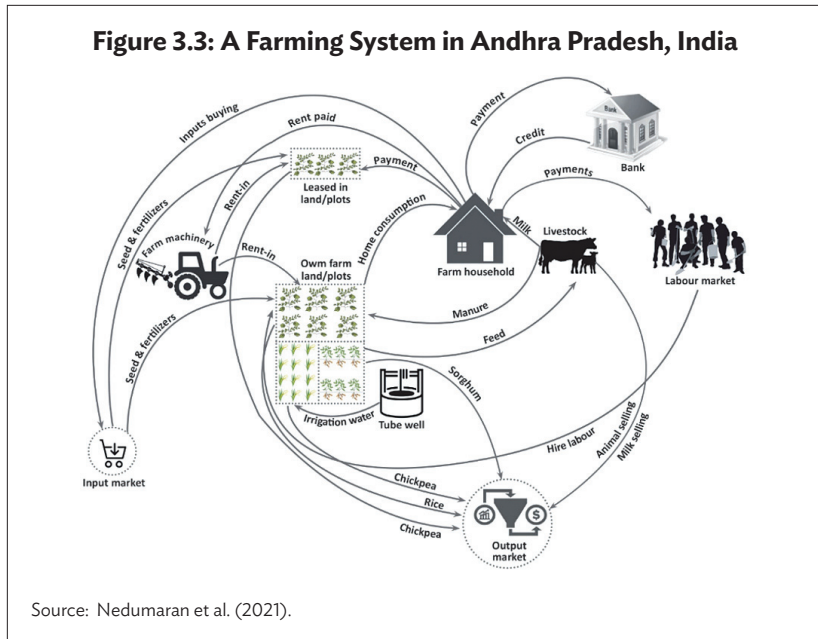 Figure 3.3: A Farming System in Andhra Pradesh, India
Inputs buying
Rent paid
Payment
Bank
Credit
Bank
Payments
Payment
Leased in
land/plots
Rent-in
Seed & fertilizers
Farm machinery
Rent-in
Home consumption
Milk
Livestock
Farm household
Labour market
Owm farm
land/plots
Manure
Feed
Seed & fertilizers
Sorghum
Irrigation water
Tube well
Hire labour
Animal selling
Milk selling
Input market
Chickpea
Rice
Chickpea
$
Output
market
Source: Nedumaran et al. (2021).